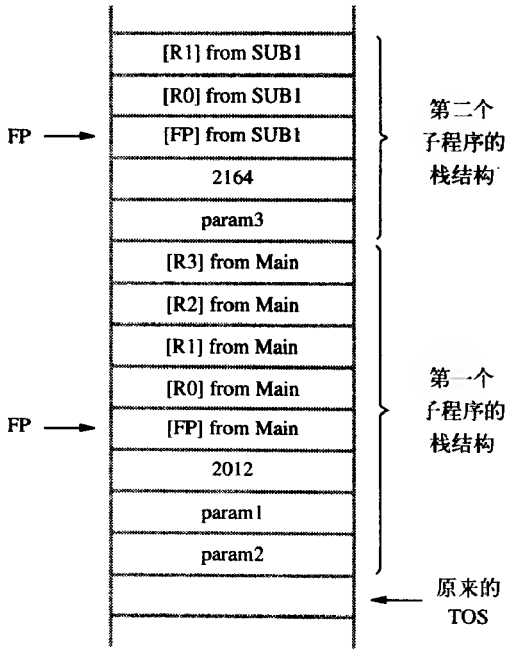 [R1] from SUB1
[R0] from SUB1
FP
[FP] from SUB1
2164
param3
第二个
子程序的
栈结构
[R3] from Main
[R2] from Main
[R1] from Main
[R0] from Main
FP
[FP] from Main
2012
param1
param2
第一个
子程序的
栈结构
原来的
TOS